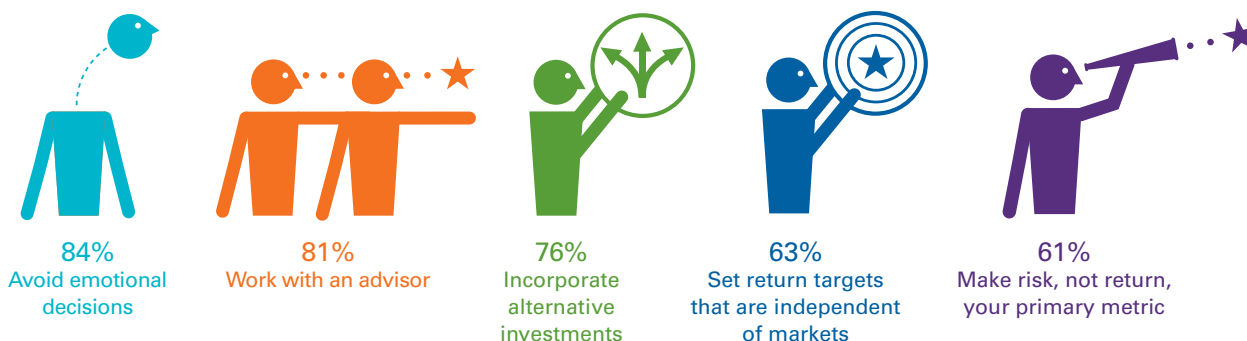 84%
Avoid emotional
decisions
81%
Work with an advisor
76%
Incorporate
alternative
investments
63%
Set return targets
that are independent
of markets
61%
Make risk, not return,
your primary metric